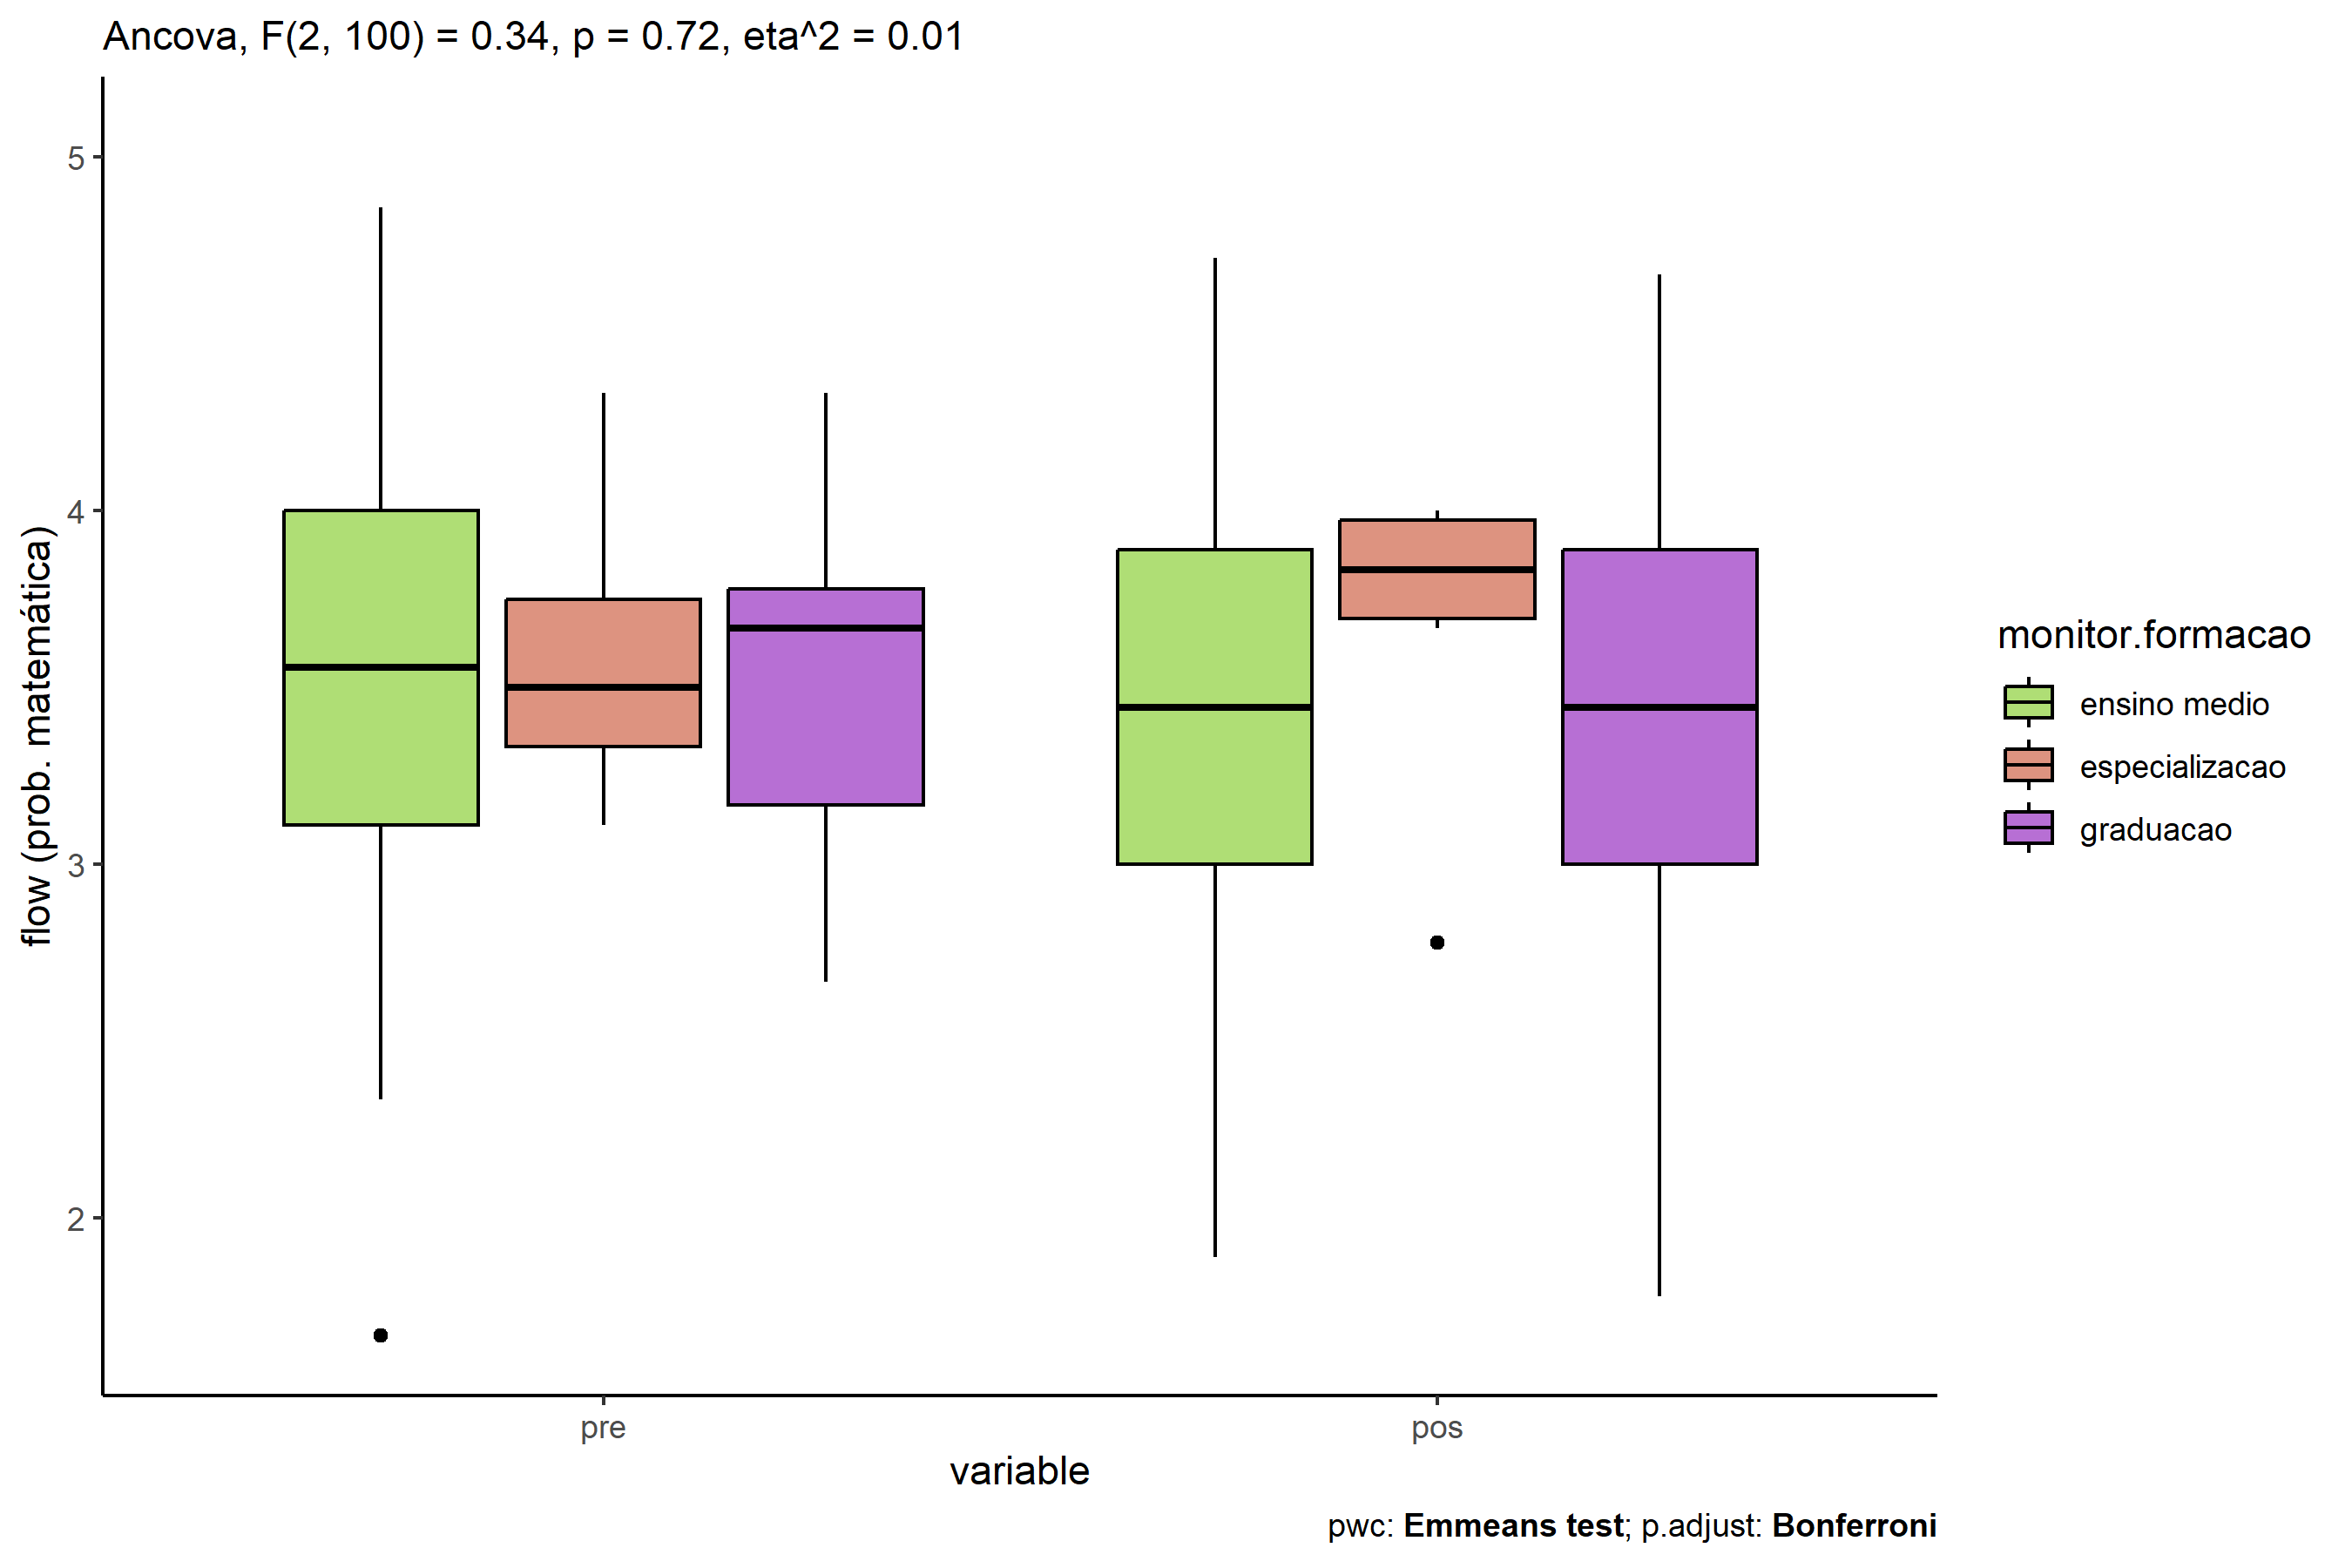 Ancova, F(2, 100) = 0.34, p = 0.72, eta^2 = 0.01
flow (prob. matemática)
5
4
3
2
pre
pos
variable
monitor.formacao
ensino medio
especializacao
graduacao
pwc: Emmeans test; p.adjust: Bonferroni